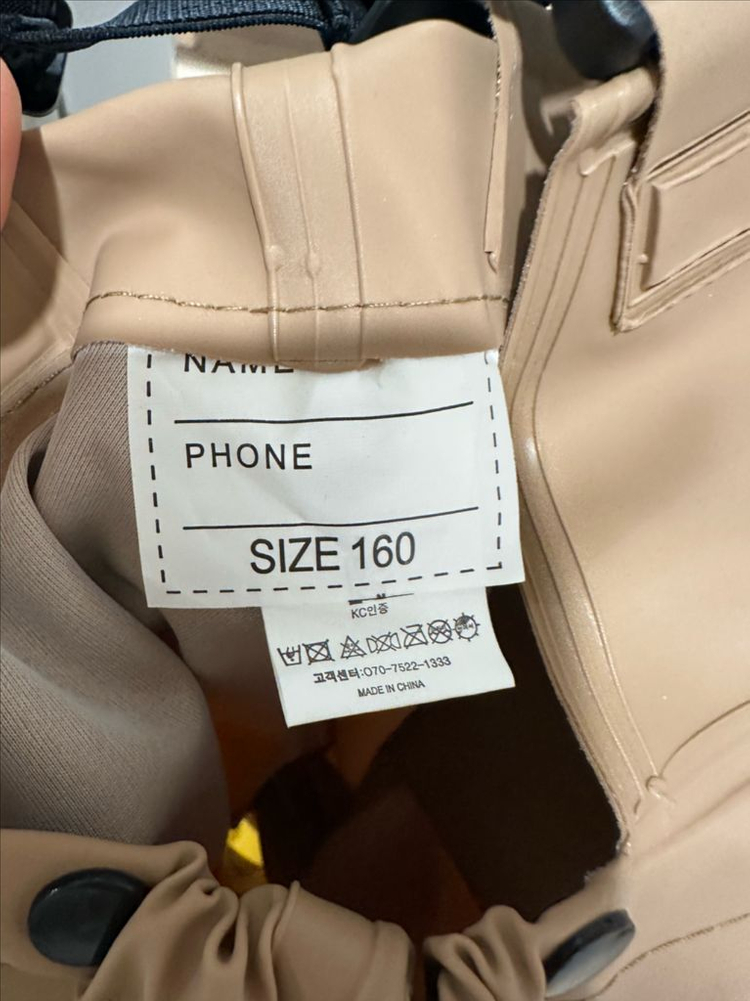 NAME
PHONE
SIZE 160
KC인증
고객센터:070-7522-1333
MADE IN CHINA